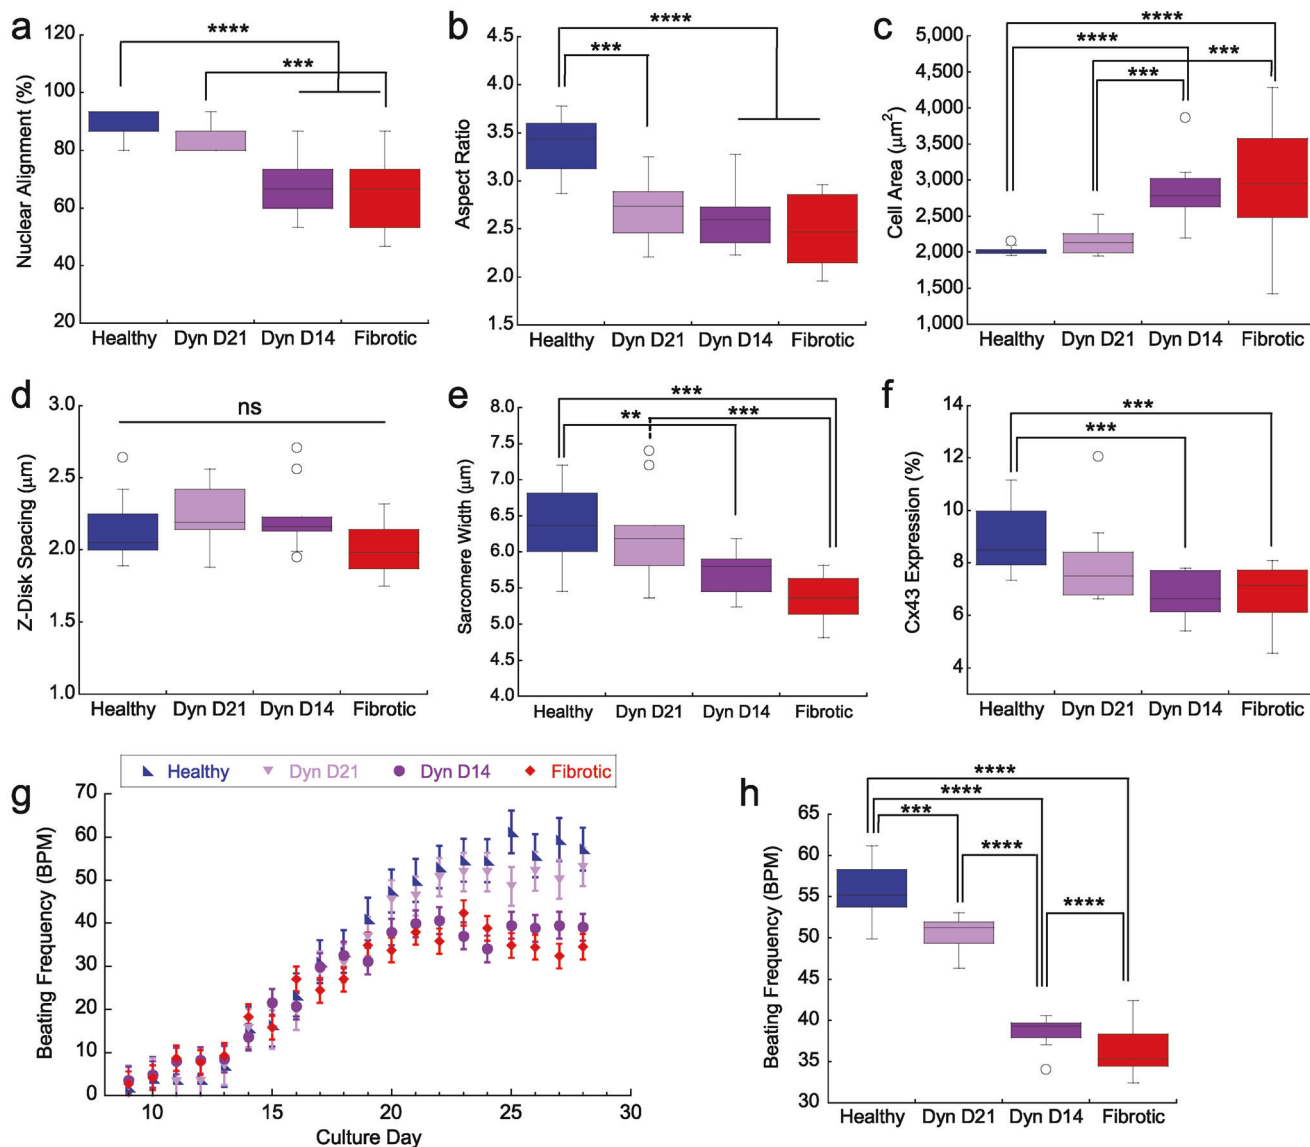 a
Nuclear Alignment (%)
120
100
80
60
40
20
****
***
Healthy Dyn D21 Dyn D14 Fibrotic
b
Aspect Ratio
4.5
4.0
3.5
3.0
2.5
2.0
1.5
****
***
Healthy Dyn D21 Dyn D14 Fibrotic
c
Cell Area (μm²)
5,000
4,500
4,000
3,500
3,000
2,500
2,000
1,500
1,000
****
****
***
***
Healthy Dyn D21 Dyn D14 Fibrotic
d
Z-Disk Spacing (μm)
3.0
2.5
2.0
1.5
1.0
ns
Healthy Dyn D21 Dyn D14 Fibrotic
e
Sarcomere Width (μm)
8.0
7.5
7.0
6.5
6.0
5.5
5.0
4.5
4.0
***
** ***
Healthy Dyn D21 Dyn D14 Fibrotic
f
Cx43 Expression (%)
14
12
10
8
6
4
***
***
Healthy Dyn D21 Dyn D14 Fibrotic
g
Healthy Dyn D21 Dyn D14 Fibrotic
Beating Frequency (BPM)
70
60
50
40
30
20
10
0
10 15 20 25 30
Culture Day
h
Beating Frequency (BPM)
65
60
55
50
45
40
35
30
****
****
***
****
****
Healthy Dyn D21 Dyn D14 Fibrotic